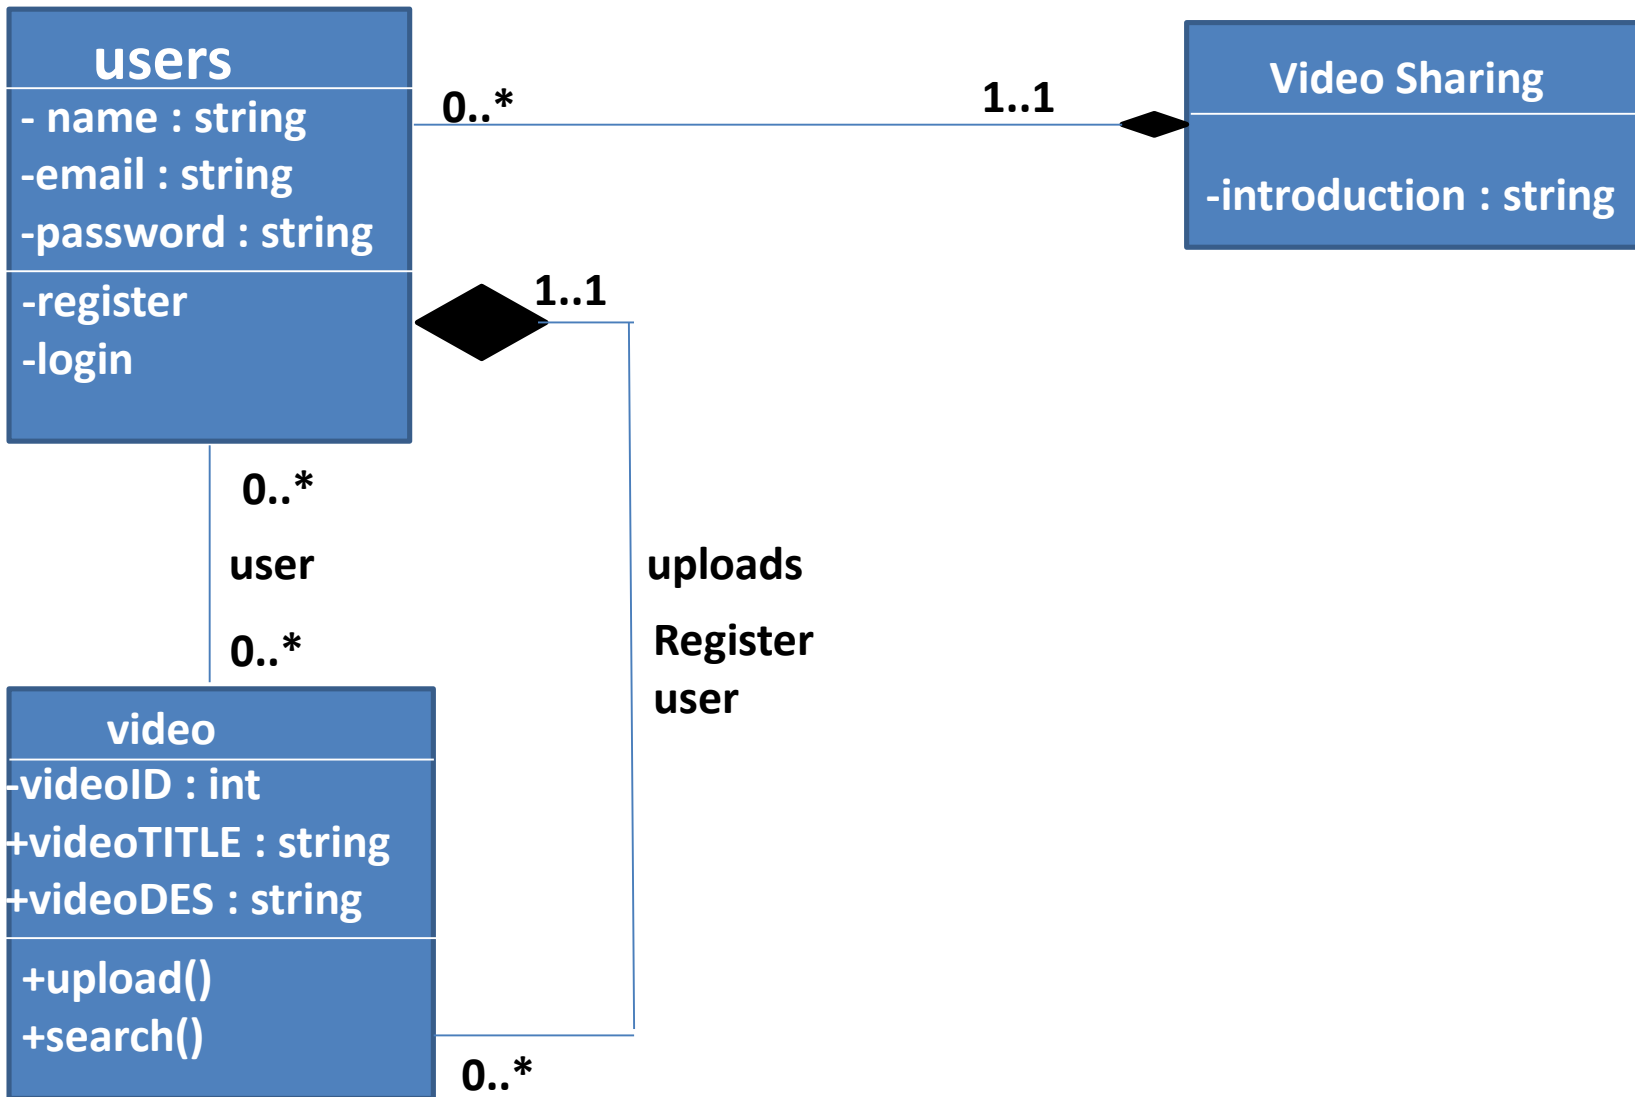 users
- name : string
-email : string
-password : string
-register
-login
0..*
1..1
Video Sharing
-introduction : string
1..1
0..*
user
0..*
uploads
Register
user
video
-videoID : int
+videoTITLE : string
+videoDES : string
+upload()
+search()
0..*